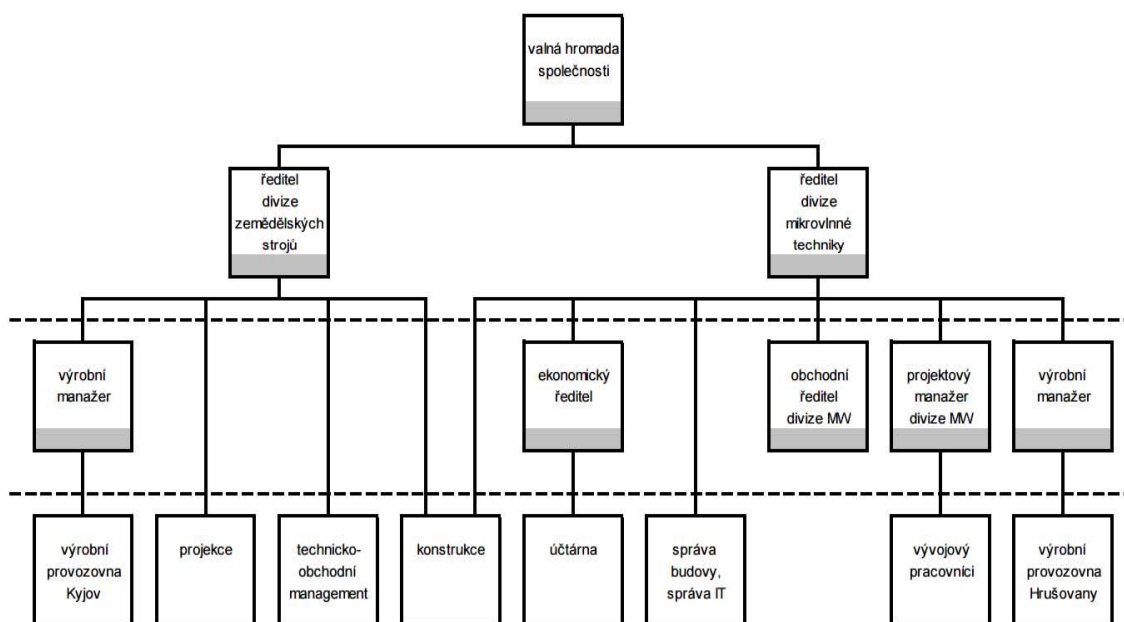 valná hromada
společnosti
ředitel
divize
zemědělských
strojů
ředitel
divize
mikrovlnné
techniky
výrobní
manažer
ekonomický
ředitel
obchodní
ředitel
divize MW
projektový
manažer
divize MW
výrobní
manažer
výrobní
provozovna
Kyjov
projekce
technicko-
obchodní
management
konstrukce
účtárna
správa
budovy,
správa IT
vývojový
pracovníci
výrobní
provozovna
Hrušovany